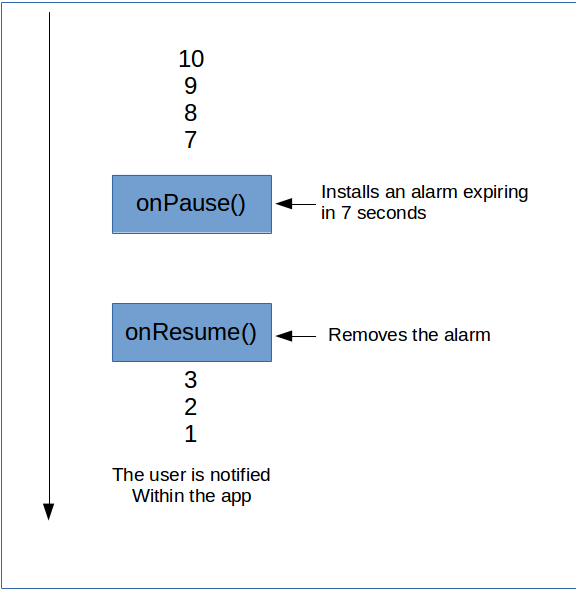 10
9
8
7
onPause()
Installs an alarm expiring
in 7 seconds
onResume()
Removes the alarm
3
2
1
The user is notified
Within the app